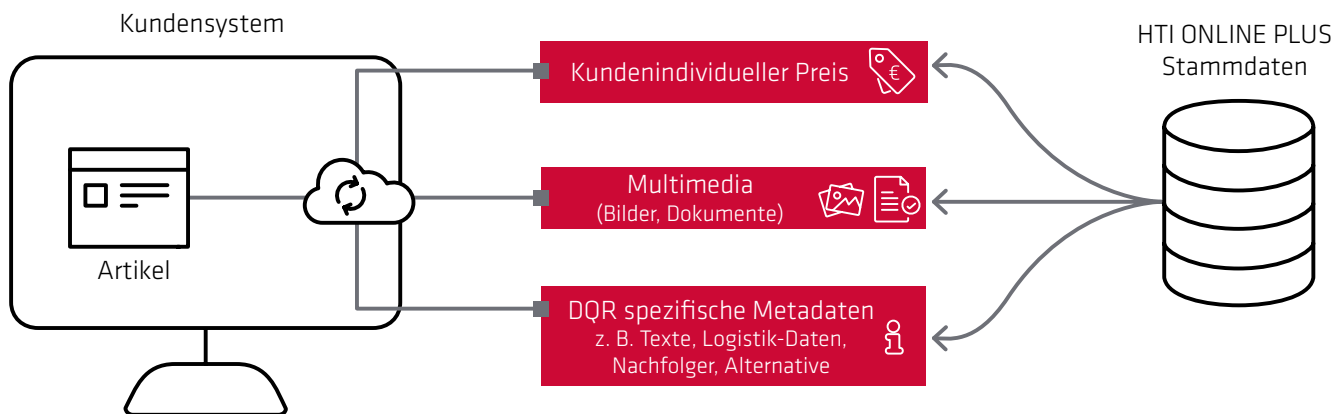 Kundensystem
Artikel
Kundenindividueller Preis
€
Multimedia
(Bilder, Dokumente)
DQR spezifische Metadaten
z. B. Texte, Logistik-Daten,
Nachfolger, Alternative
HTI ONLINE PLUS
Stammdaten